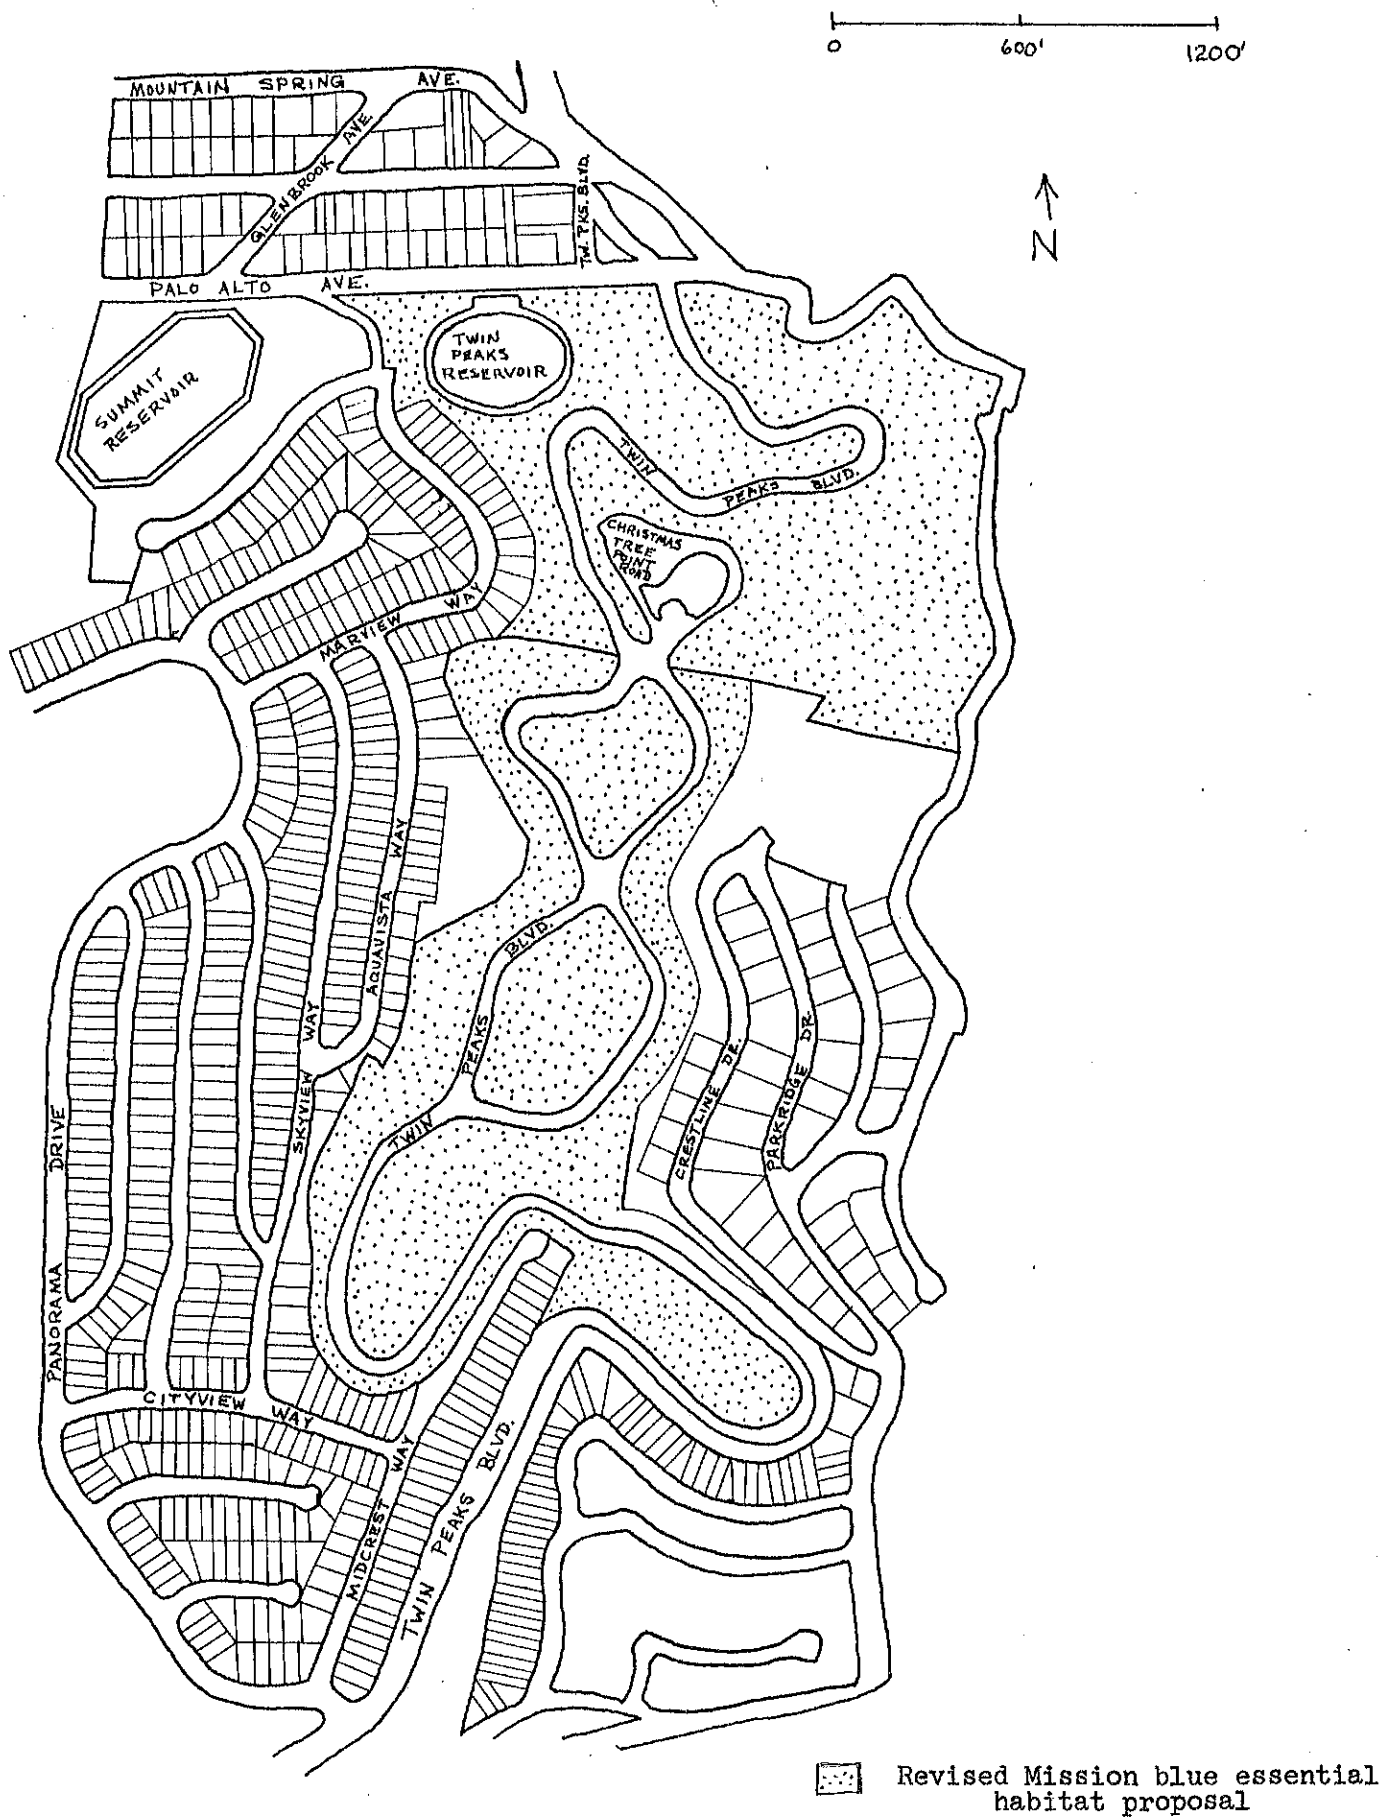 0 600' 1200'
MOUNTAIN SPRING AVE.
GLENBROOK AVE.
TW. PKS. BLVD.
N
PALO ALTO AVE.
TWIN
PEAKS
RESERVOIR
SUMMIT
RESERVOIR
TWIN PEAKS BLVD.
CHRISTMAS
TREE
POINT
ROAD
MARVIEW WAY
AQUAVISTA WAY
SKYVIEW WAY
TWIN PEAKS BLVD.
CRESTLINE DR.
PARKRIDGE DR.
PANORAMA DRIVE
CITYVIEW WAY
MIDCREST WAY
TWIN PEAKS BLVD.
Revised Mission blue essential
habitat proposal